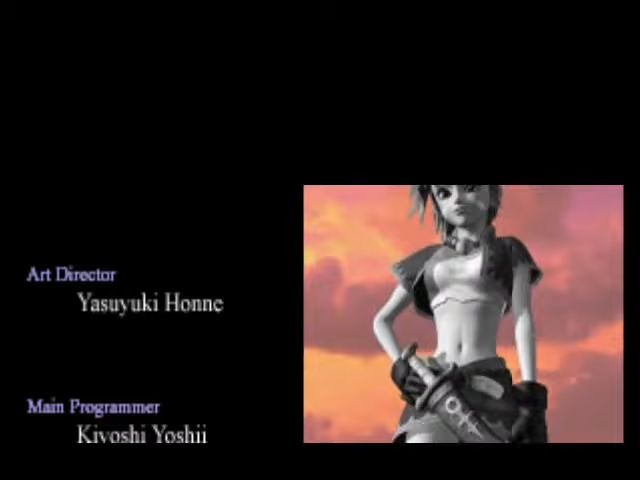 Art Director
Yasuyuki Honne
Main Programmer
Kiyoshi Yoshii